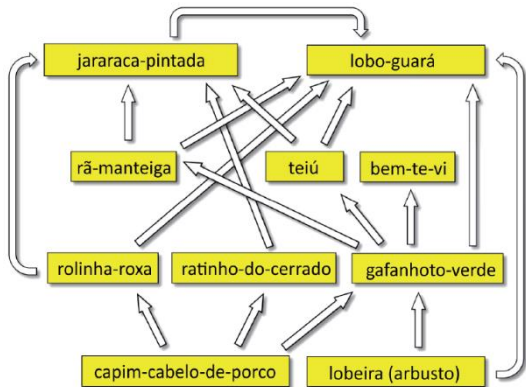 jararaca-pintada
lobo-guará
rã-manteiga
teiú
bem-te-vi
rolinha-roxa
ratinho-do-cerrado
gafanhoto-verde
capim-cabelo-de-porco
lobeira (arbusto)